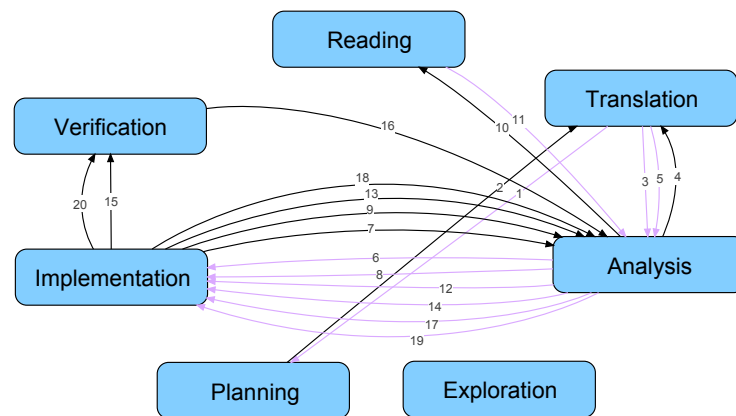 Reading
Translation
Verification
16
11
10
20
15
18
13
9
7
2
1
3
5
4
Implementation
Analysis
6
8
12
14
17
19
Planning
Exploration